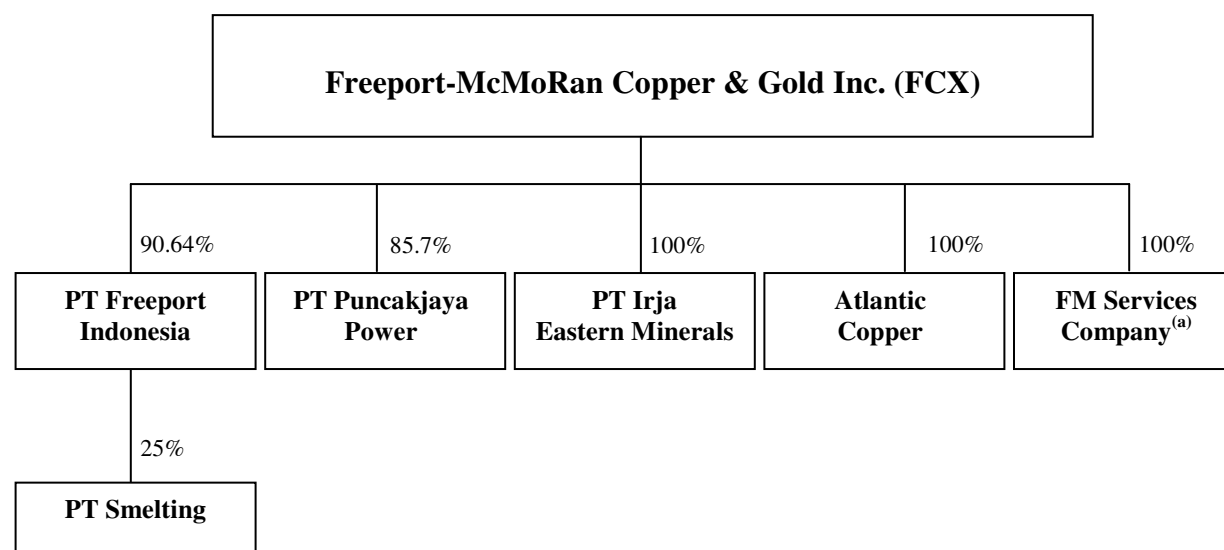 Freeport-McMoRan Copper & Gold Inc. (FCX)
90.64%
85.7%
100%
100%
100%
PT Freeport
Indonesia
PT Puncakjaya
Power
PT Irja
Eastern Minerals
Atlantic
Copper
FM Services
Company(a)
25%
PT Smelting